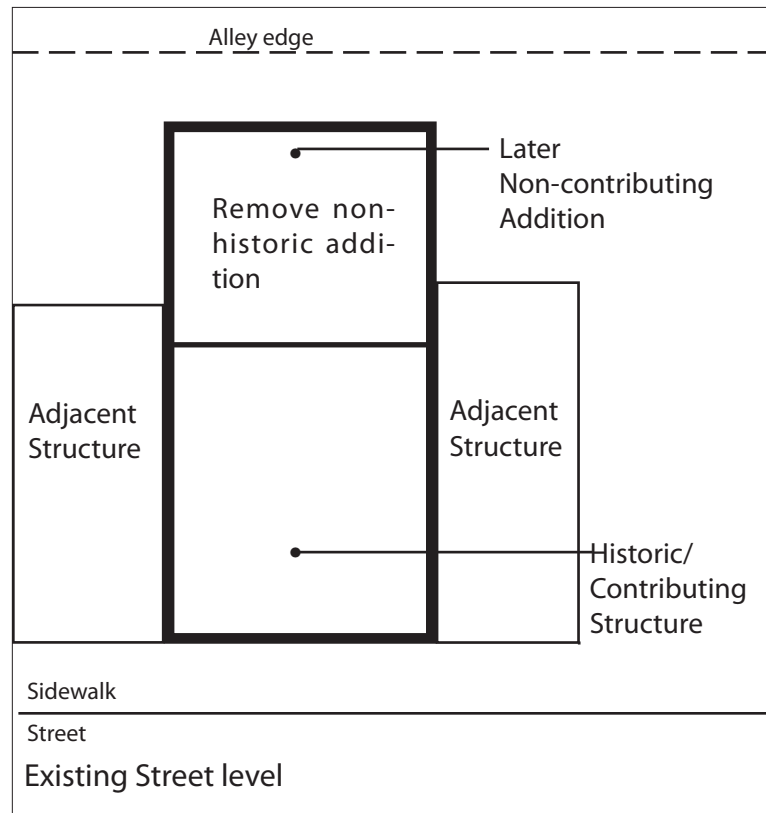 Alley edge
Later
Non-contributing
Addition
Remove non-
historic addi-
tion
Adjacent
Structure
Adjacent
Structure
Historic/
Contributing
Structure
Sidewalk
Street
Existing Street level